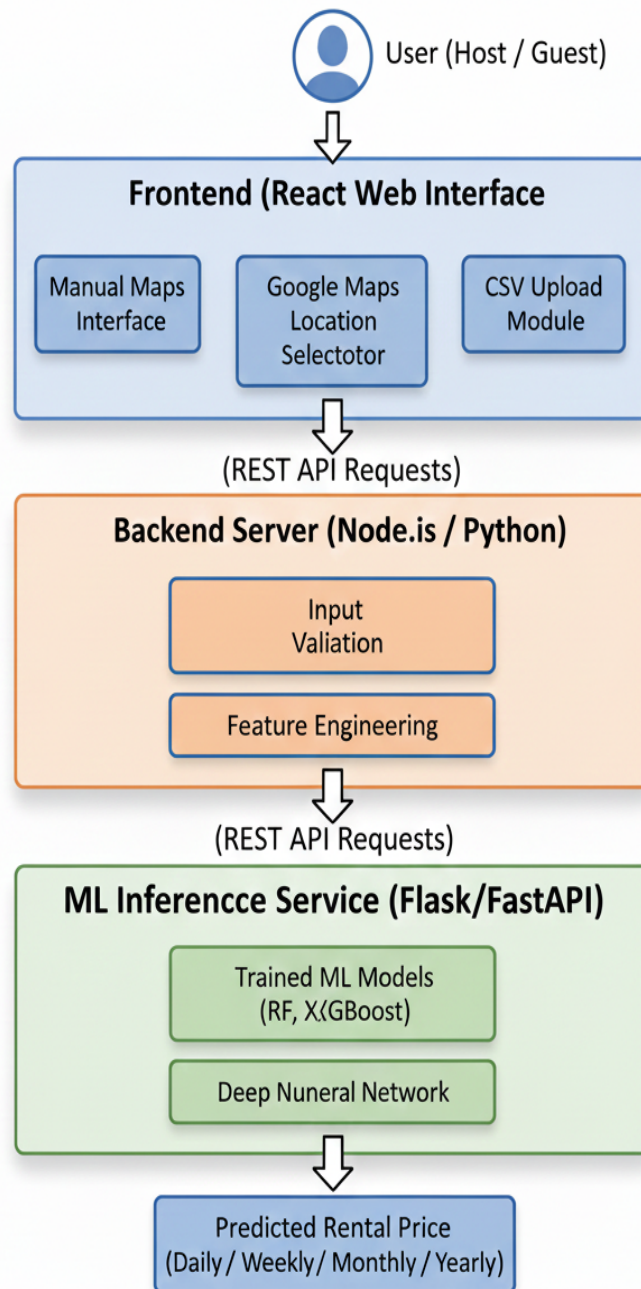 User (Host / Guest)
Frontend (React Web Interface
Manual Maps
Interface
Google Maps
Location
Selectotor
CSV Upload
Module
(REST API Requests)
Backend Server (Node.is / Python)
Input
Valiation
Feature Engineering
(REST API Requests)
ML Inferencce Service (Flask/FastAPI)
Trained ML Models
(RF, XGBoost)
Deep Nuneral Network
Predicted Rental Price
(Daily / Weekly / Monthly / Yearly)